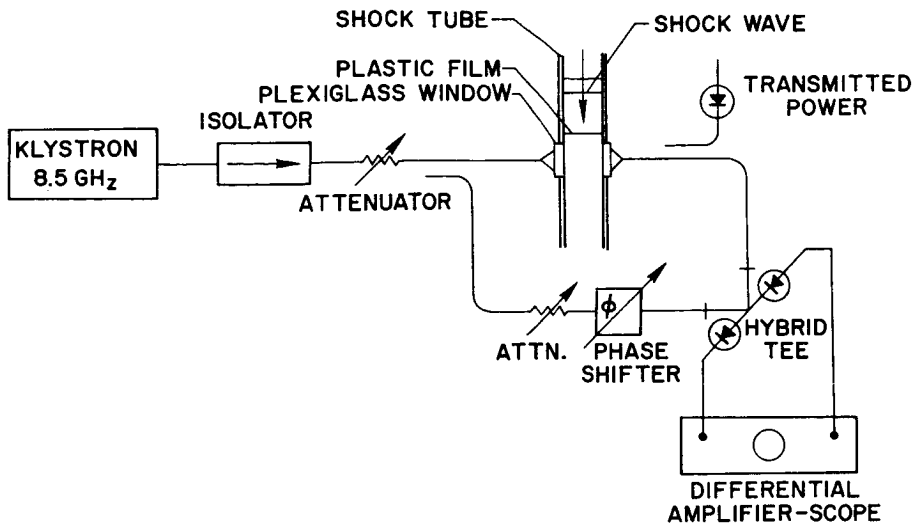 SHOCK TUBE
SHOCK WAVE
PLASTIC FILM
PLEXIGLASS WINDOW
TRANSMITTED
POWER
ISOLATOR
KLYSTRON
8.5 GHz
ATTENUATOR
ATTN.
ϕ
PHASE
SHIFTER
HYBRID
TEE
DIFFERENTIAL
AMPLIFIER-SCOPE